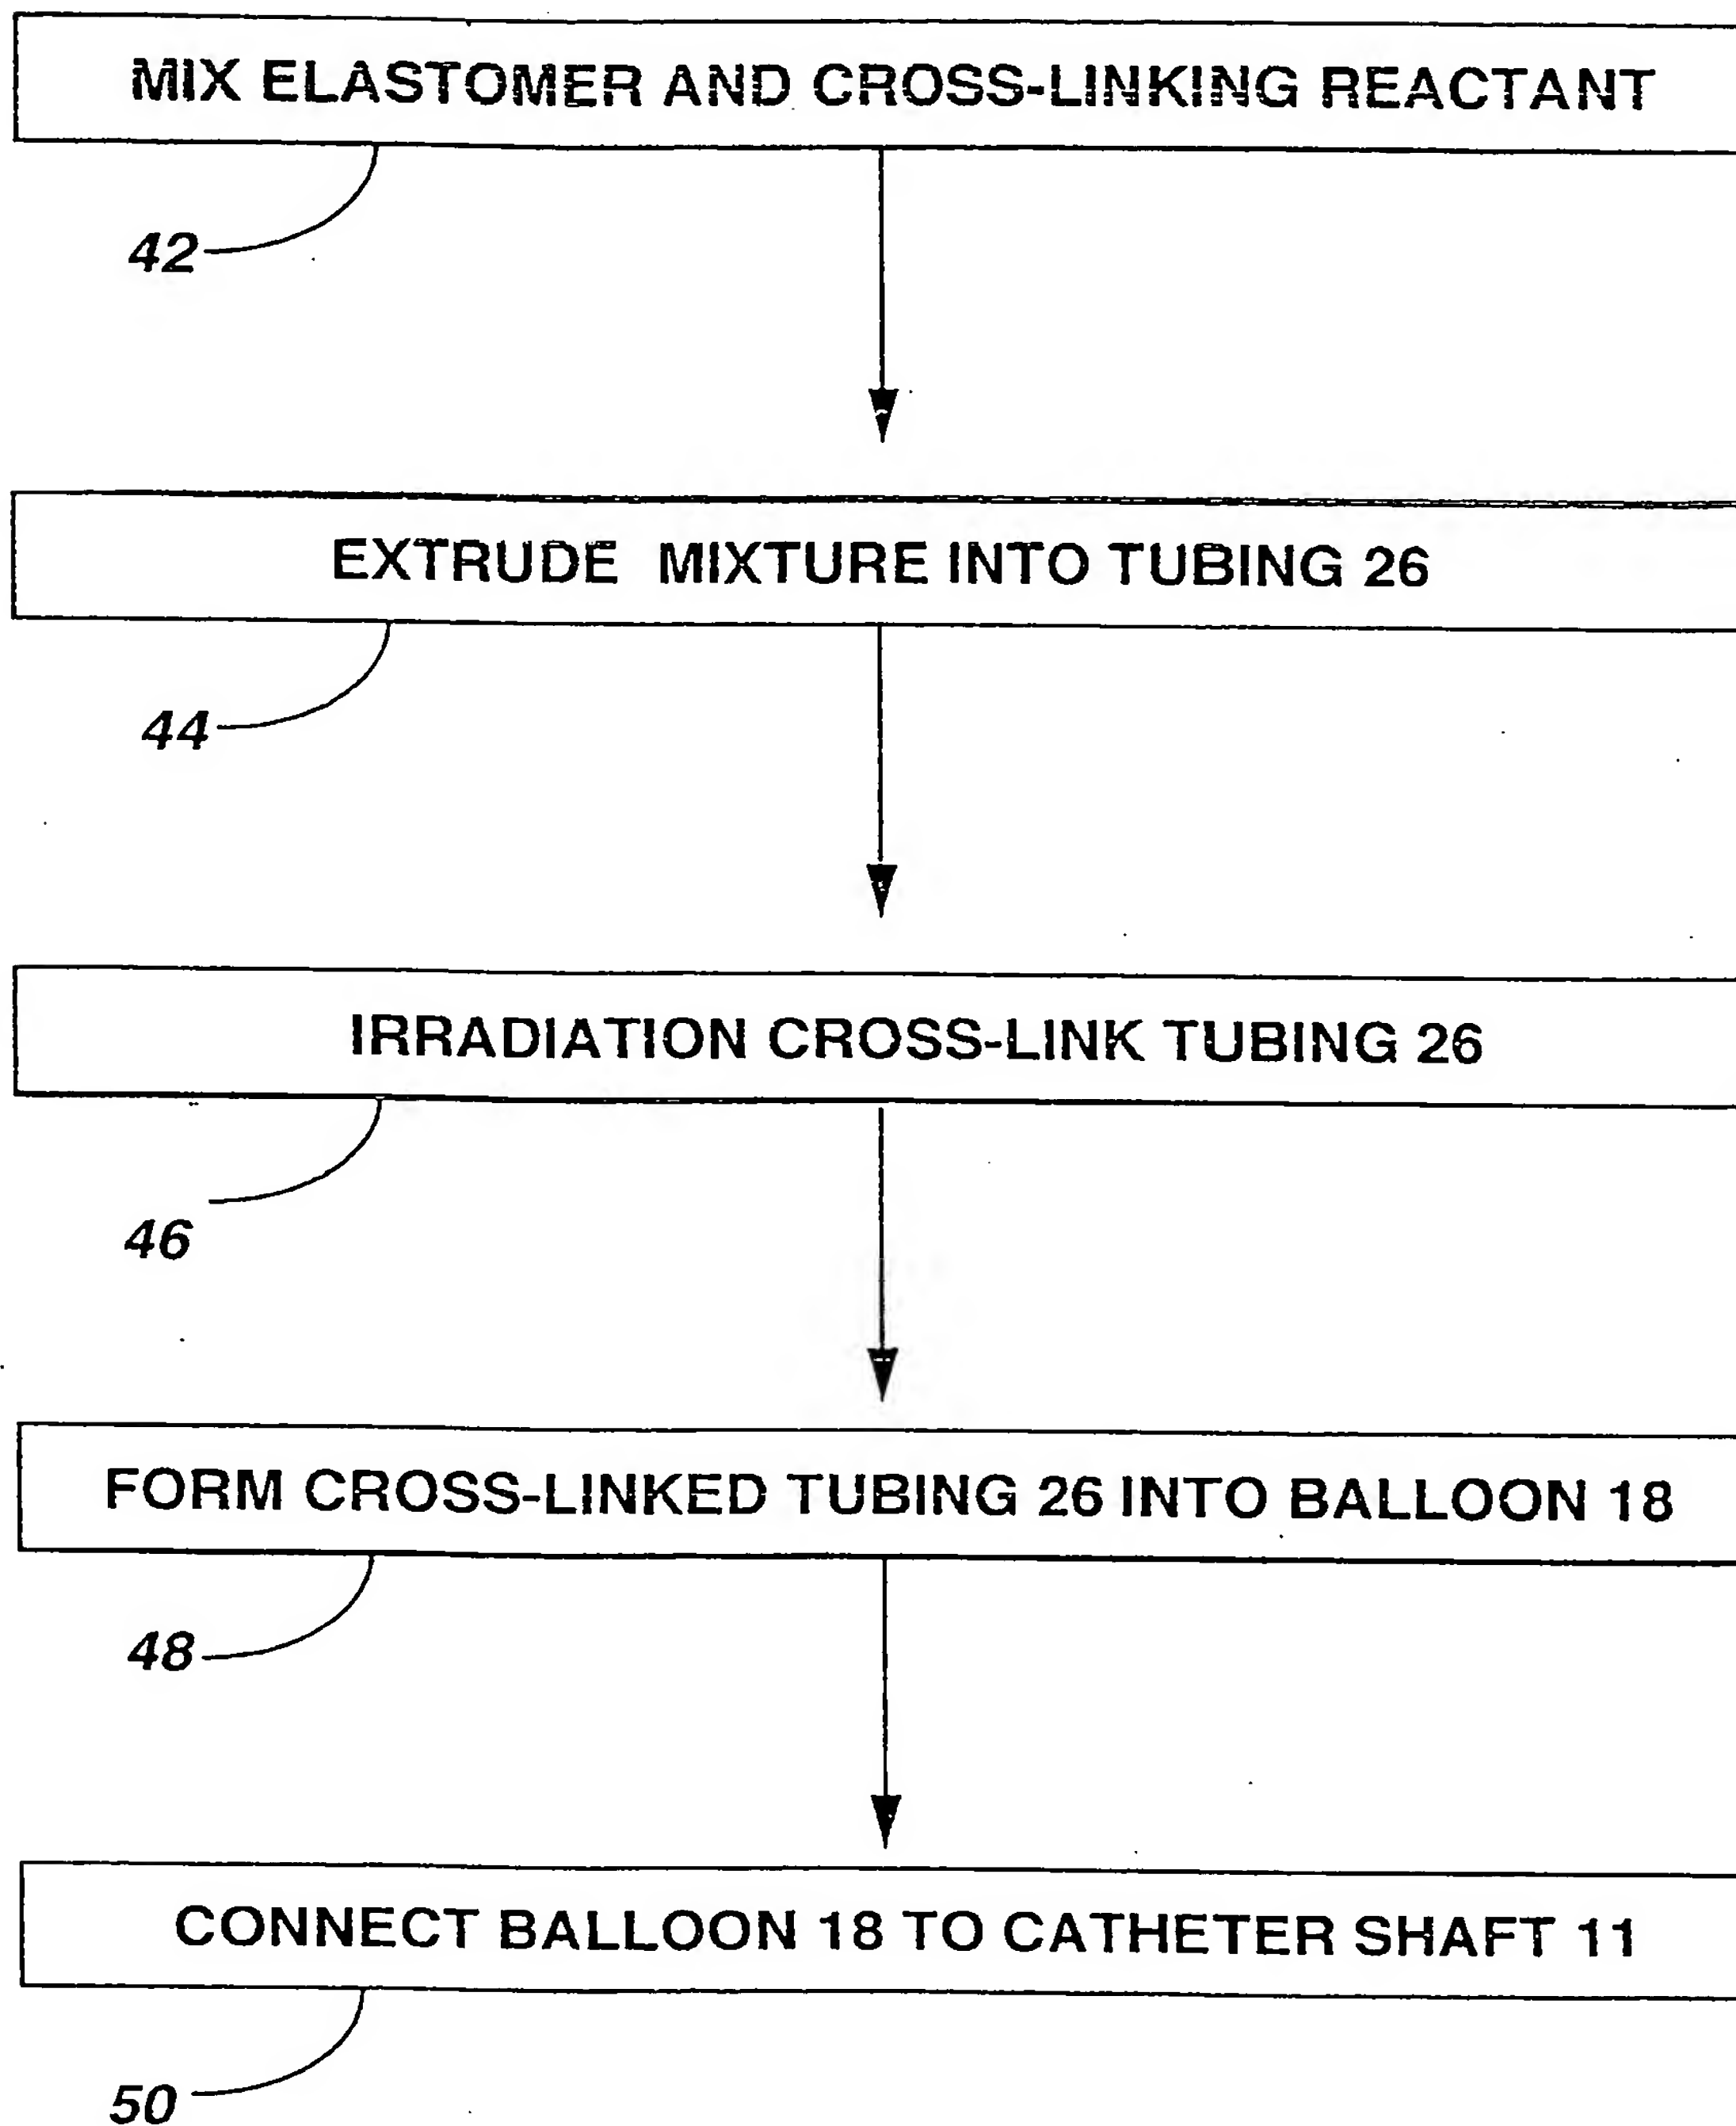 MIX ELASTOMER AND CROSS-LINKING REACTANT
42
EXTRUDE MIXTURE INTO TUBING 26
44
IRRADIATION CROSS-LINK TUBING 26
46
FORM CROSS-LINKED TUBING 26 INTO BALLOON 18
48
CONNECT BALLOON 18 TO CATHETER SHAFT 11
50